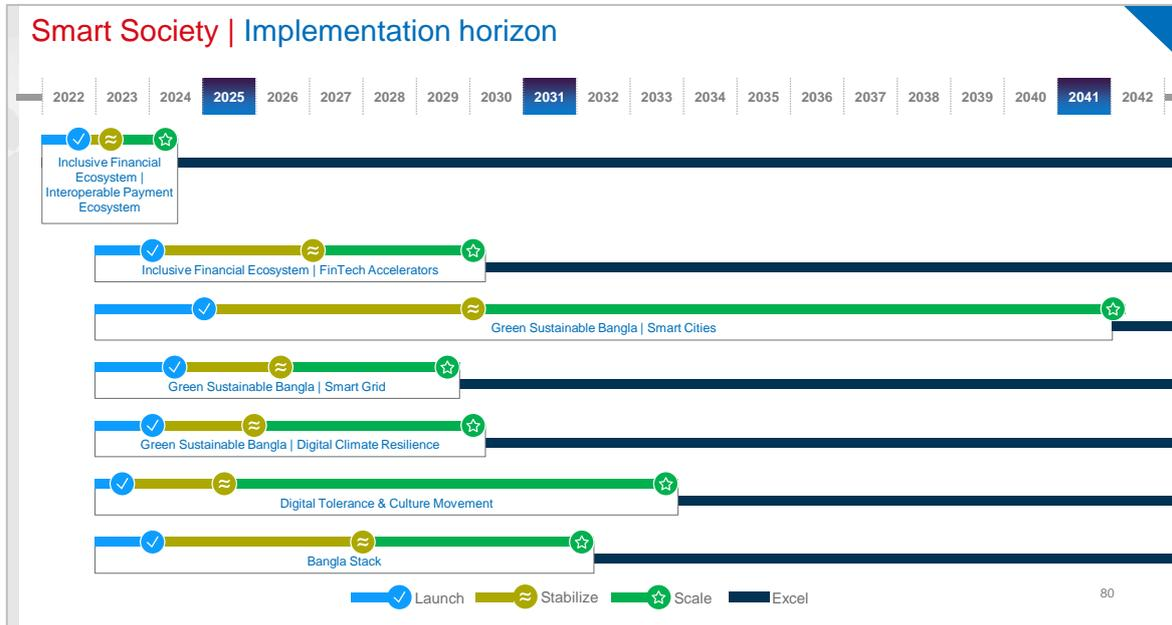 Smart Society | Implementation horizon
2022 2023 2024 2025 2026 2027 2028 2029 2030 2031 2032 2033 2034 2035 2036 2037 2038 2039 2040 2041 2042
Inclusive Financial
Ecosystem |
Interoperable Payment
Ecosystem
Inclusive Financial Ecosystem | FinTech Accelerators
Green Sustainable Bangla | Smart Cities
Green Sustainable Bangla | Smart Grid
Green Sustainable Bangla | Digital Climate Resilience
Digital Tolerance & Culture Movement
Bangla Stack
Launch Stabilize Scale Excel
80